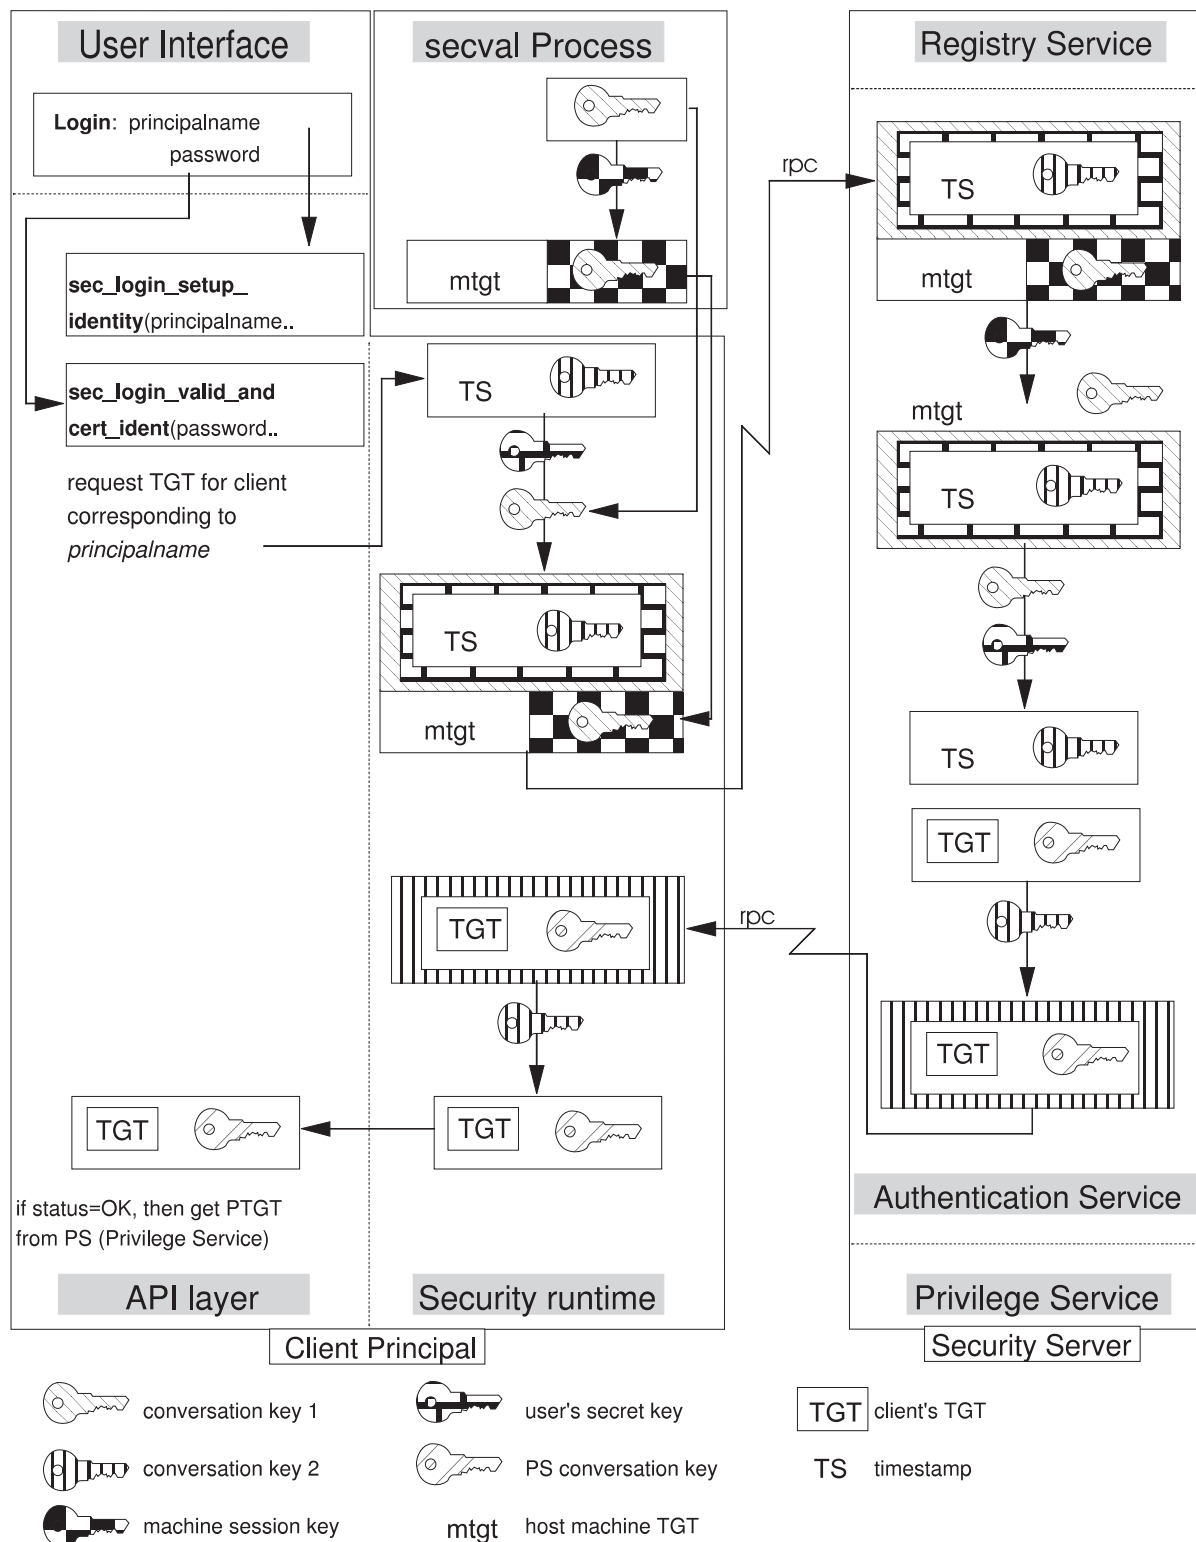 User Interface
Login: principalname
password
sec_login_setup_
identity(principalname..
sec_login_valid_and
cert_ident(password..
request TGT for client
corresponding to
principalname
TGT
if status=OK, then get PTGT
from PS (Privilege Service)
API layer
secval Process
mtgt
TS
TS
mtgt
TGT
TGT
Security runtime
Client Principal
rpc
rpc
Registry Service
TS
mtgt
mtgt
TS
TS
TGT
TGT
Authentication Service
Privilege Service
Security Server
conversation key 1
conversation key 2
machine session key
user's secret key
PS conversation key
mtgt host machine TGT
TGT client's TGT
TS timestamp